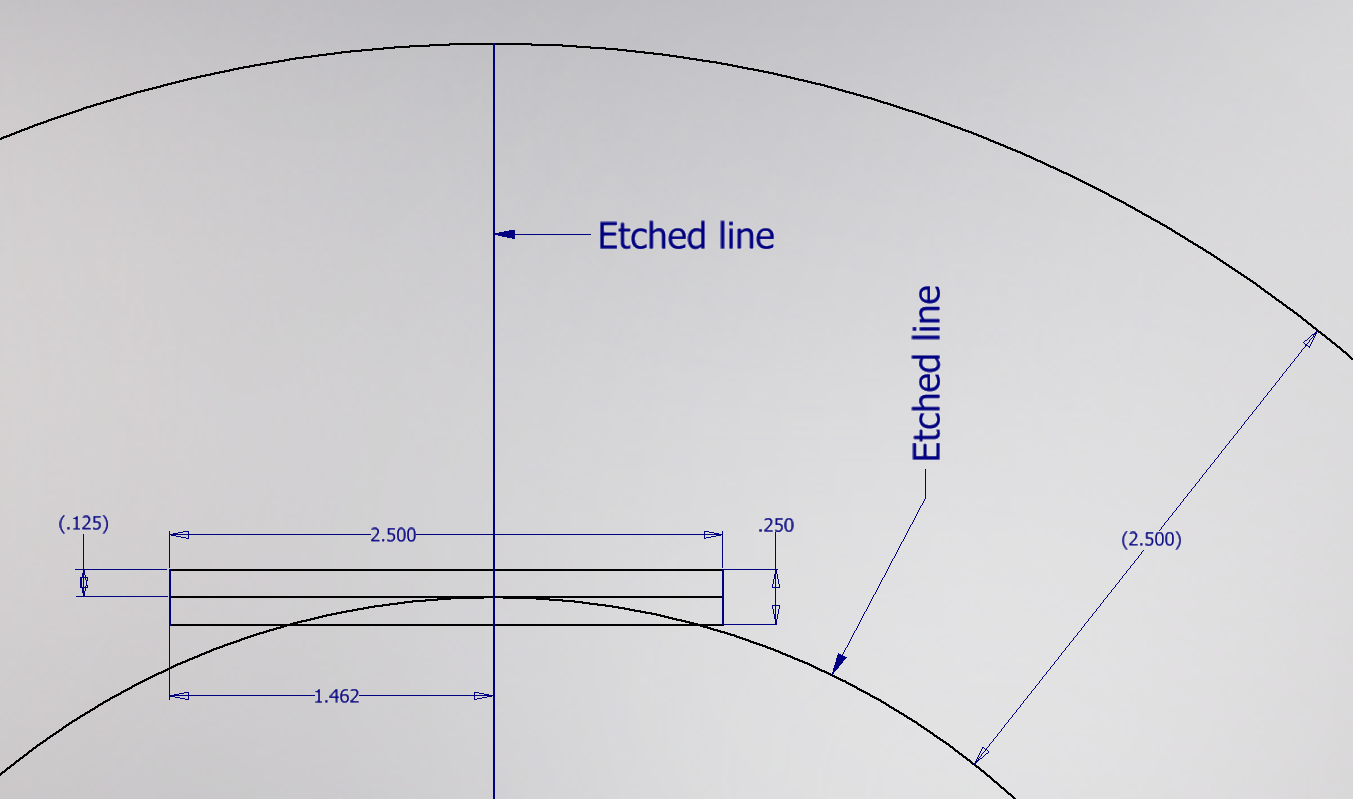 Etched line
Etched line
(.125)
2.500
.250
(2.500)
1.462